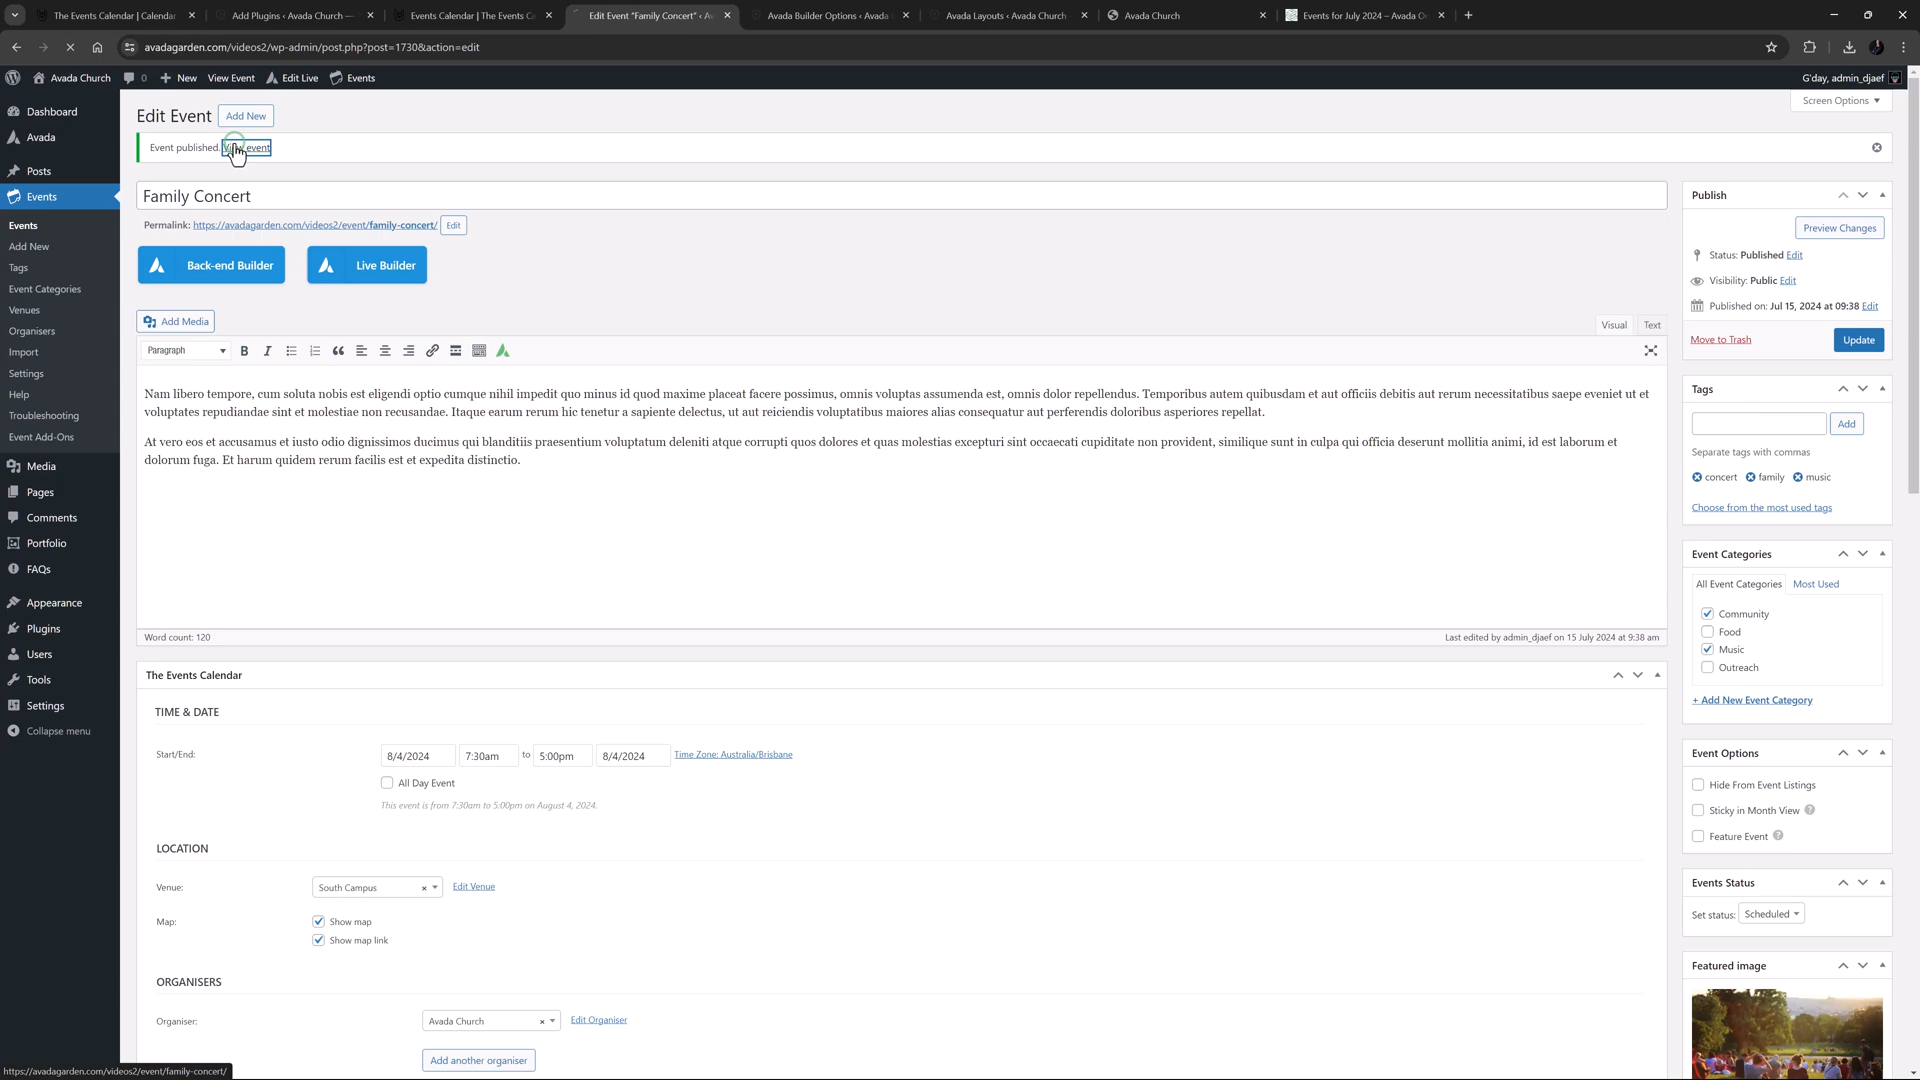 The Events Calendar | Calendar
Add Plugins ‹ Avada Church —
Events Calendar | The Events C
Edit Event “Family Concert” ‹ A
Avada Builder Options ‹ Avada
Avada Layouts ‹ Avada Church
Avada Church
Events for July 2024 – Avada O
avadagarden.com/videos2/wp-admin/post.php?post=1730&action=edit
Avada Church
0
New
View Event
Edit Live
Events
G'day, admin_djaef
Dashboard
Avada
Posts
Events
Events
Add New
Tags
Event Categories
Venues
Organisers
Import
Settings
Help
Troubleshooting
Event Add-Ons
Media
Pages
Comments
Portfolio
FAQs
Appearance
Plugins
Users
Tools
Settings
Collapse menu
Screen Options
Edit Event
Add New
Event published. View event
Family Concert
Permalink: https://avadagarden.com/videos2/event/family-concert/ Edit
Back-end Builder
Live Builder
Add Media
Visual
Text
Paragraph
B I
Nam libero tempore, cum soluta nobis est eligendi optio cumque nihil impedit quo minus id quod maxime placeat facere possimus, omnis voluptas assumenda est, omnis dolor repellendus. Temporibus autem quibusdam et aut officiis debitis aut rerum necessitatibus saepe eveniet ut et
voluptates repudiandae sint et molestiae non recusandae. Itaque earum rerum hic tenetur a sapiente delectus, ut aut reiciendis voluptatibus maiores alias consequatur aut perferendis doloribus asperiores repellat.
At vero eos et accusamus et iusto odio dignissimos ducimus qui blanditiis praesentium voluptatum deleniti atque corrupti quos dolores et quas molestias excepturi sint occaecati cupiditate non provident, similique sunt in culpa qui officia deserunt mollitia animi, id est laborum et
dolorum fuga. Et harum quidem rerum facilis est et expedita distinctio.
Word count: 120
Last edited by admin_djaef on 15 July 2024 at 9:38 am
The Events Calendar
TIME & DATE
Start/End:
8/4/2024
7:30am
to
5:00pm
8/4/2024
Time Zone: Australia/Brisbane
All Day Event
This event is from 7:30am to 5:00pm on August 4, 2024.
LOCATION
Venue:
South Campus
×
Edit Venue
Map:
Show map
Show map link
ORGANISERS
Organiser:
Avada Church
×
Edit Organiser
Add another organiser
Publish
Preview Changes
Status: Published Edit
Visibility: Public Edit
Published on: Jul 15, 2024 at 09:38 Edit
Move to Trash
Update
Tags
Add
Separate tags with commas
concert
family
music
Choose from the most used tags
Event Categories
All Event Categories
Most Used
Community
Food
Music
Outreach
+ Add New Event Category
Event Options
Hide From Event Listings
Sticky in Month View
Feature Event
Events Status
Set status:
Scheduled
Featured image
https://avadagarden.com/videos2/event/family-concert/